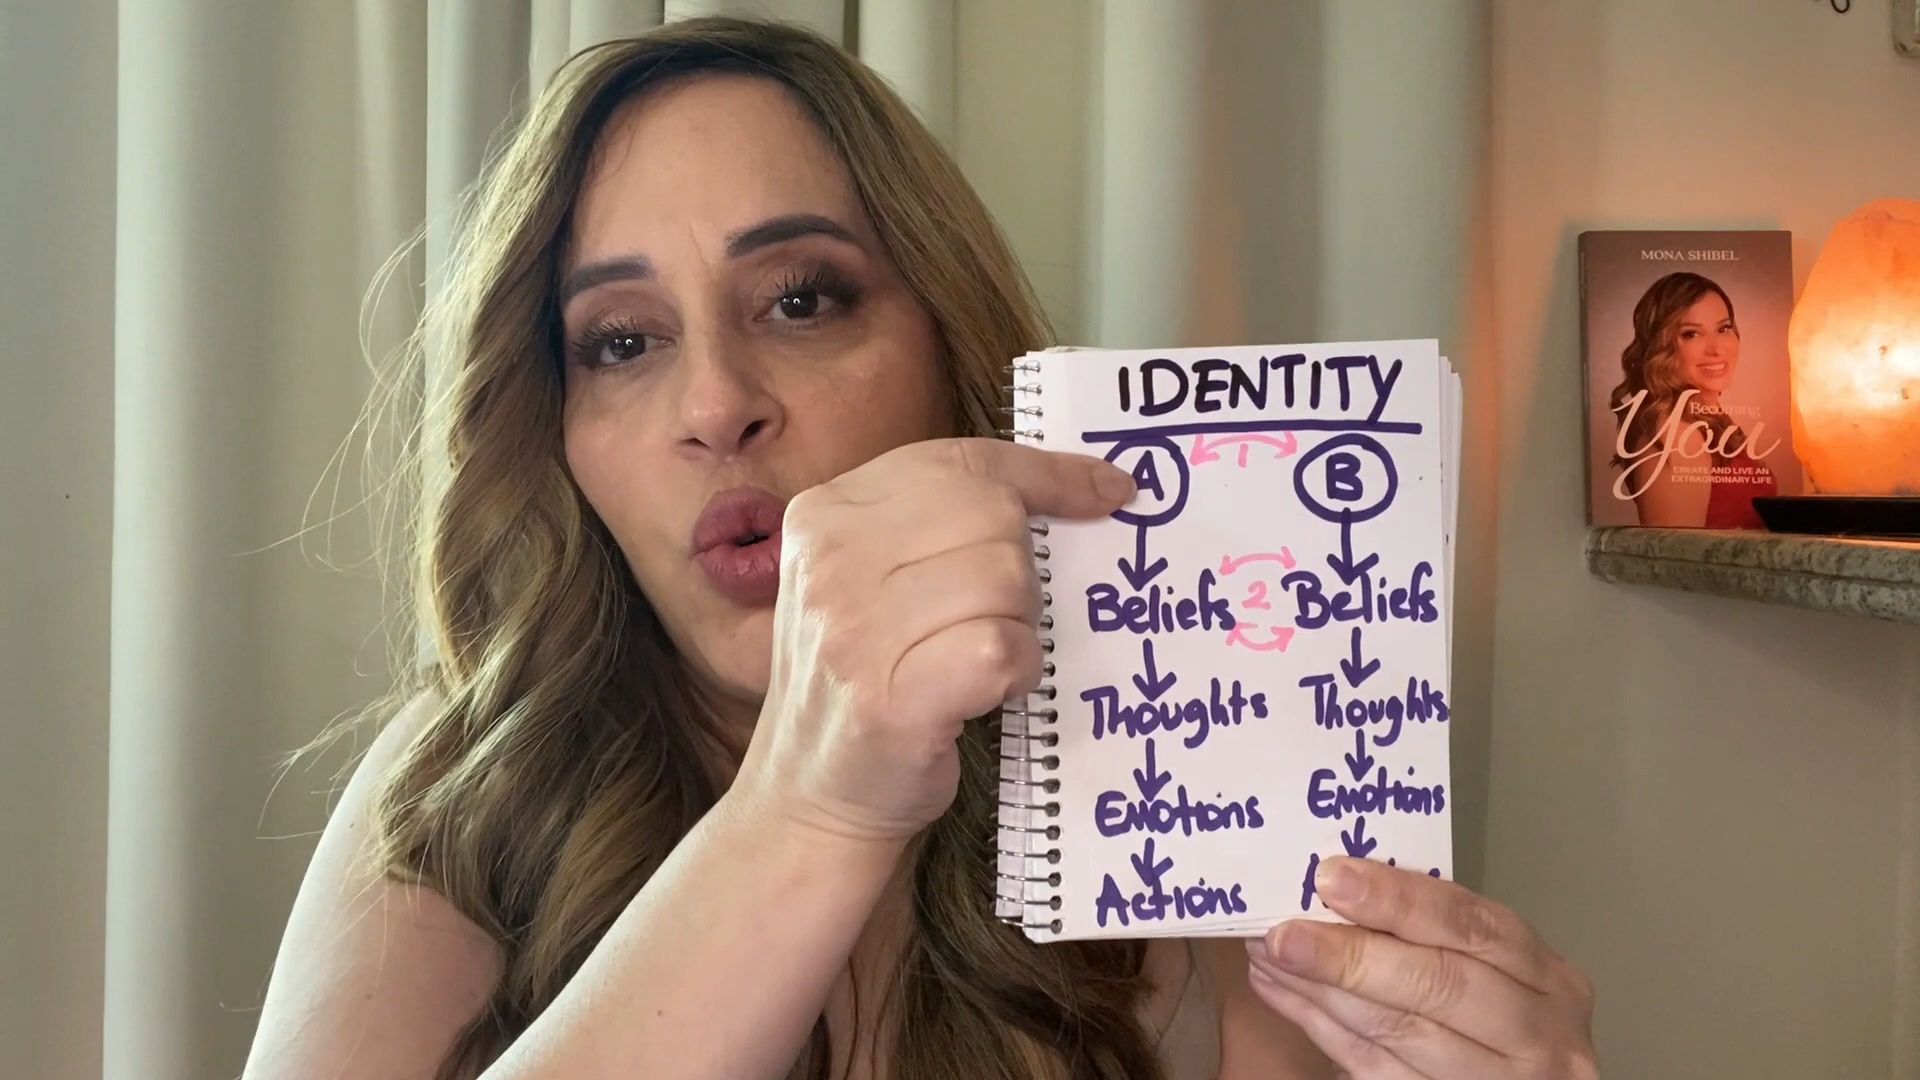 IDENTITY
A 1 B
Beliefs 2 Beliefs
Thoughts Thoughts
Emotions Emotions
Actions
MONA SHIBEL
Becoming
You
CREATE AND LIVE AN
EXTRAORDINARY LIFE